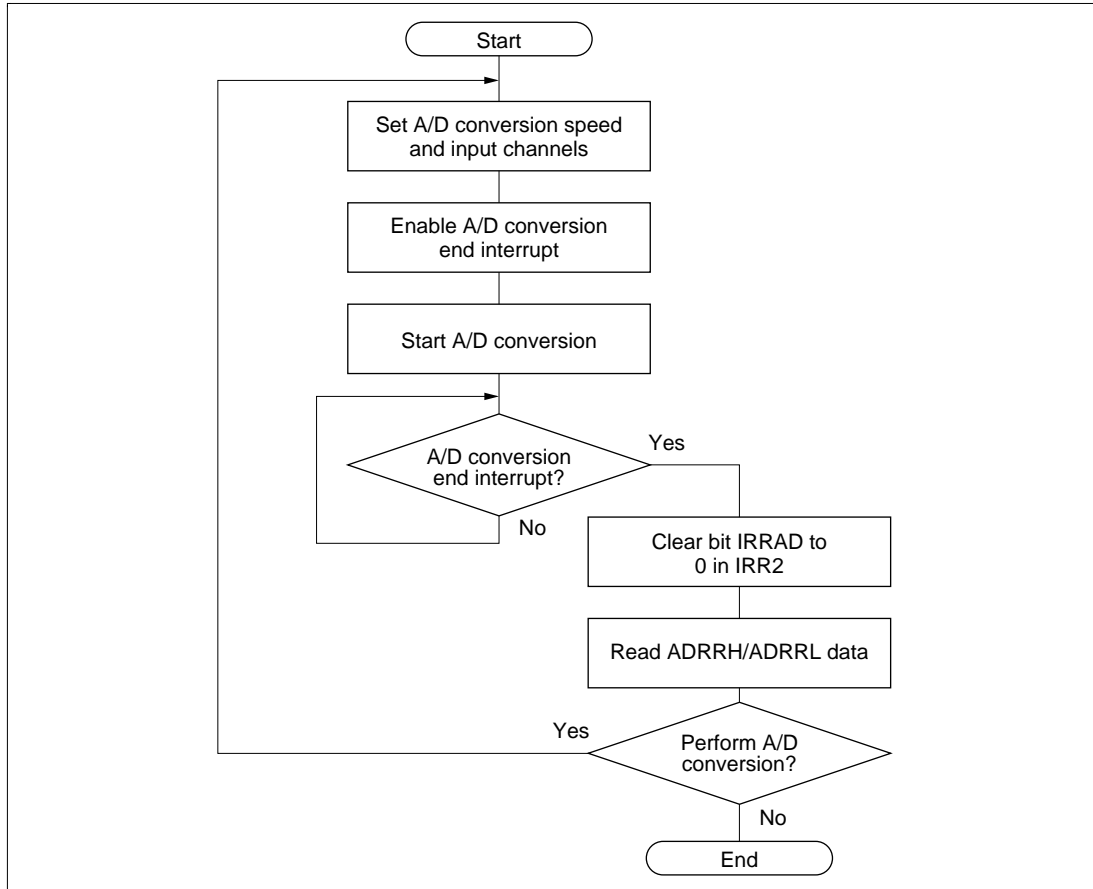 Start
Set A/D conversion speed
and input channels
Enable A/D conversion
end interrupt
Start A/D conversion
A/D conversion
end interrupt?
Yes
No
Clear bit IRRAD to
0 in IRR2
Read ADRRH/ADRRL data
Perform A/D
conversion?
Yes
No
End